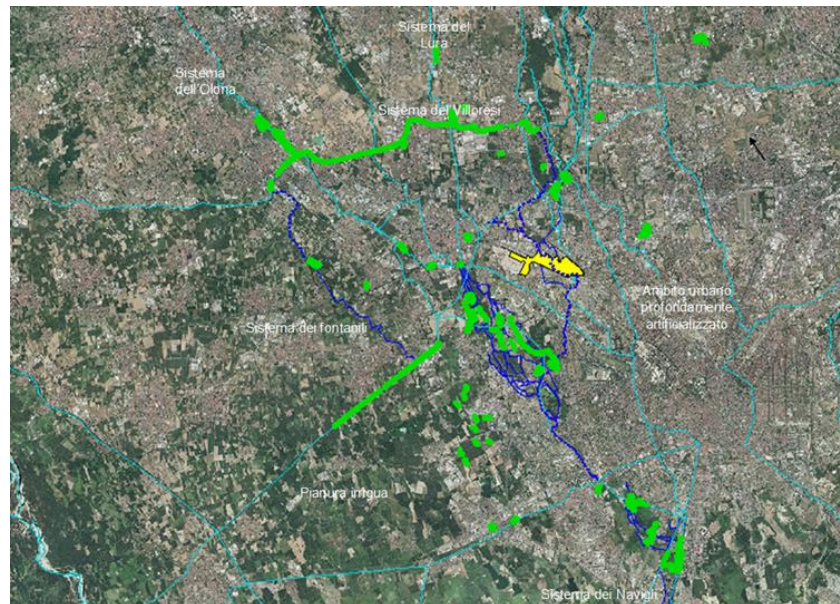 Sistema del
Lura
Sistema
dell'Olona
Sistema del Villoresi
Ambito urbano
profondamente
artificializzato
Sistema dei fontanili
Pianura irrigua
Sistema dei Navigli